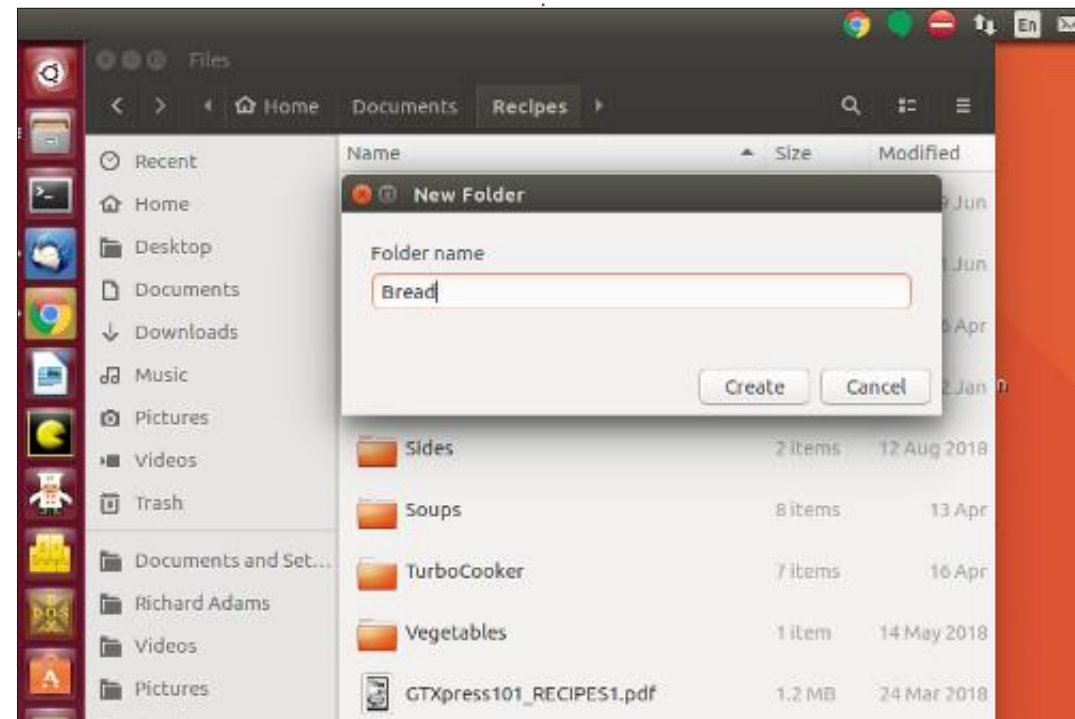 En
Files
Home Documents Recipes
Name Size Modified
Recent
Home
Desktop
Documents
Downloads
Music
Pictures
Videos
Trash
Documents and Set...
Richard Adams
Videos
Pictures
New Folder
Folder name
Bread
Create Cancel
Jun
Jun
Apr
Jan
Sides 2 items 12 Aug 2018
Soups 8 items 13 Apr
TurboCooker 7 items 16 Apr
Vegetables 1 item 14 May 2018
GTXpress101_RECIPES1.pdf 1.2 MB 24 Mar 2018